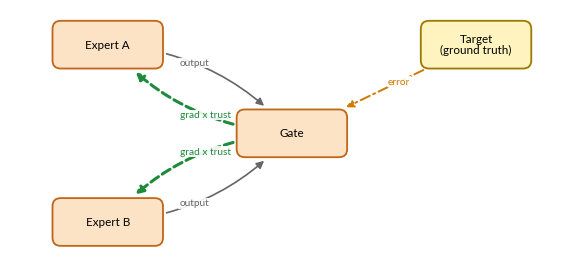 Expert A
Target
(ground truth)
output
error
grad x trust
Gate
grad x trust
output
Expert B